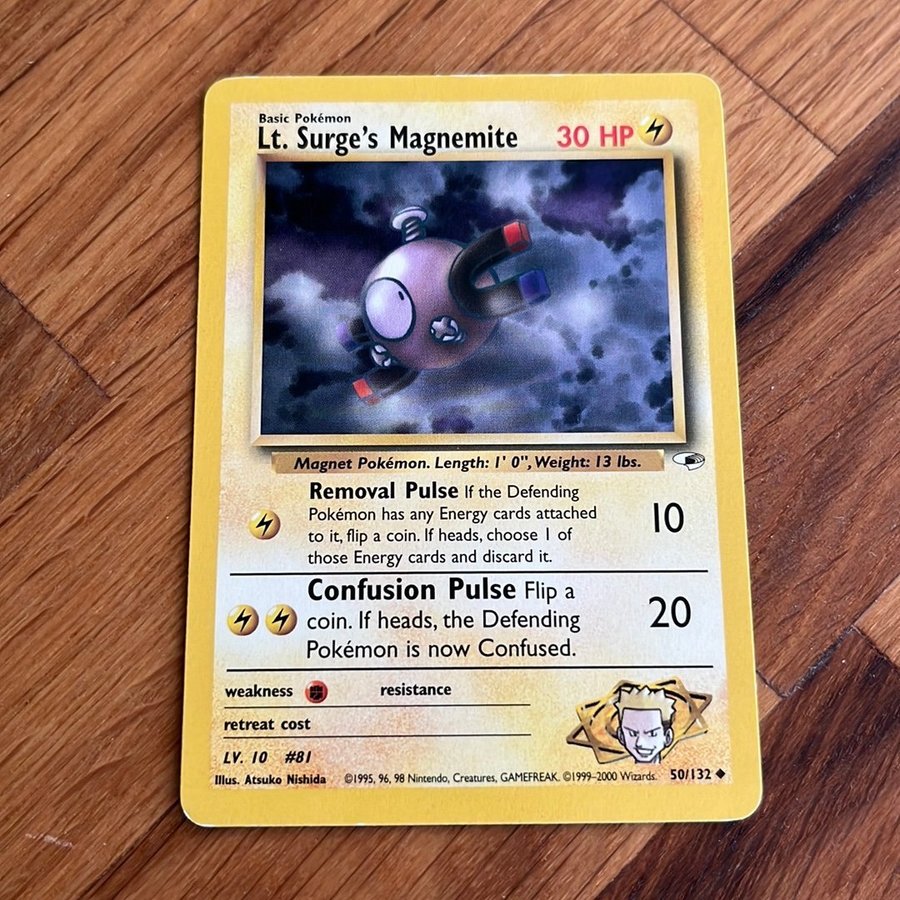 Basic Pokémon
Lt. Surge's Magnemite 30 HP
Magnet Pokémon. Length: 1' 0", Weight: 13 lbs.
Removal Pulse If the Defending
Pokémon has any Energy cards attached
to it, flip a coin. If heads, choose 1 of
those Energy cards and discard it.
10
Confusion Pulse Flip a
coin. If heads, the Defending
Pokémon is now Confused.
20
weakness resistance
retreat cost
LV. 10 #81
Illus. Atsuko Nishida ©1995, 96, 98 Nintendo, Creatures, GAMEFREAK. ©1999-2000 Wizards. 50/132